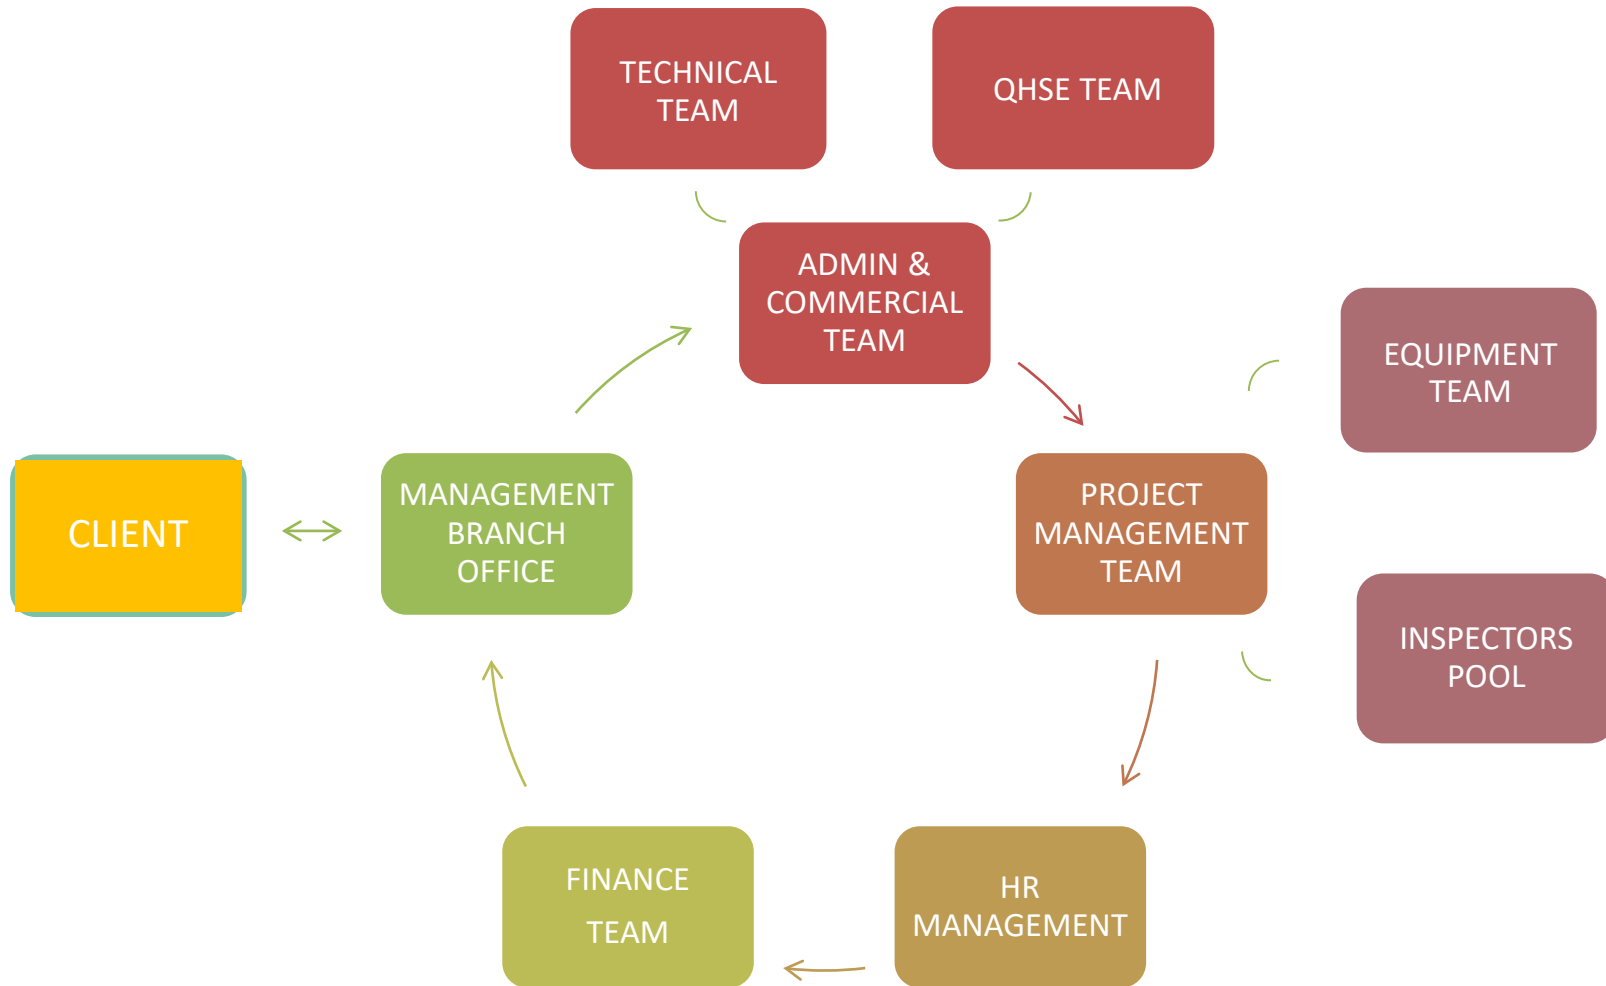 TECHNICAL
TEAM
QHSE TEAM
ADMIN &
COMMERCIAL
TEAM
EQUIPMENT
TEAM
CLIENT
MANAGEMENT
BRANCH
OFFICE
PROJECT
MANAGEMENT
TEAM
INSPECTORS
POOL
FINANCE
TEAM
HR
MANAGEMENT